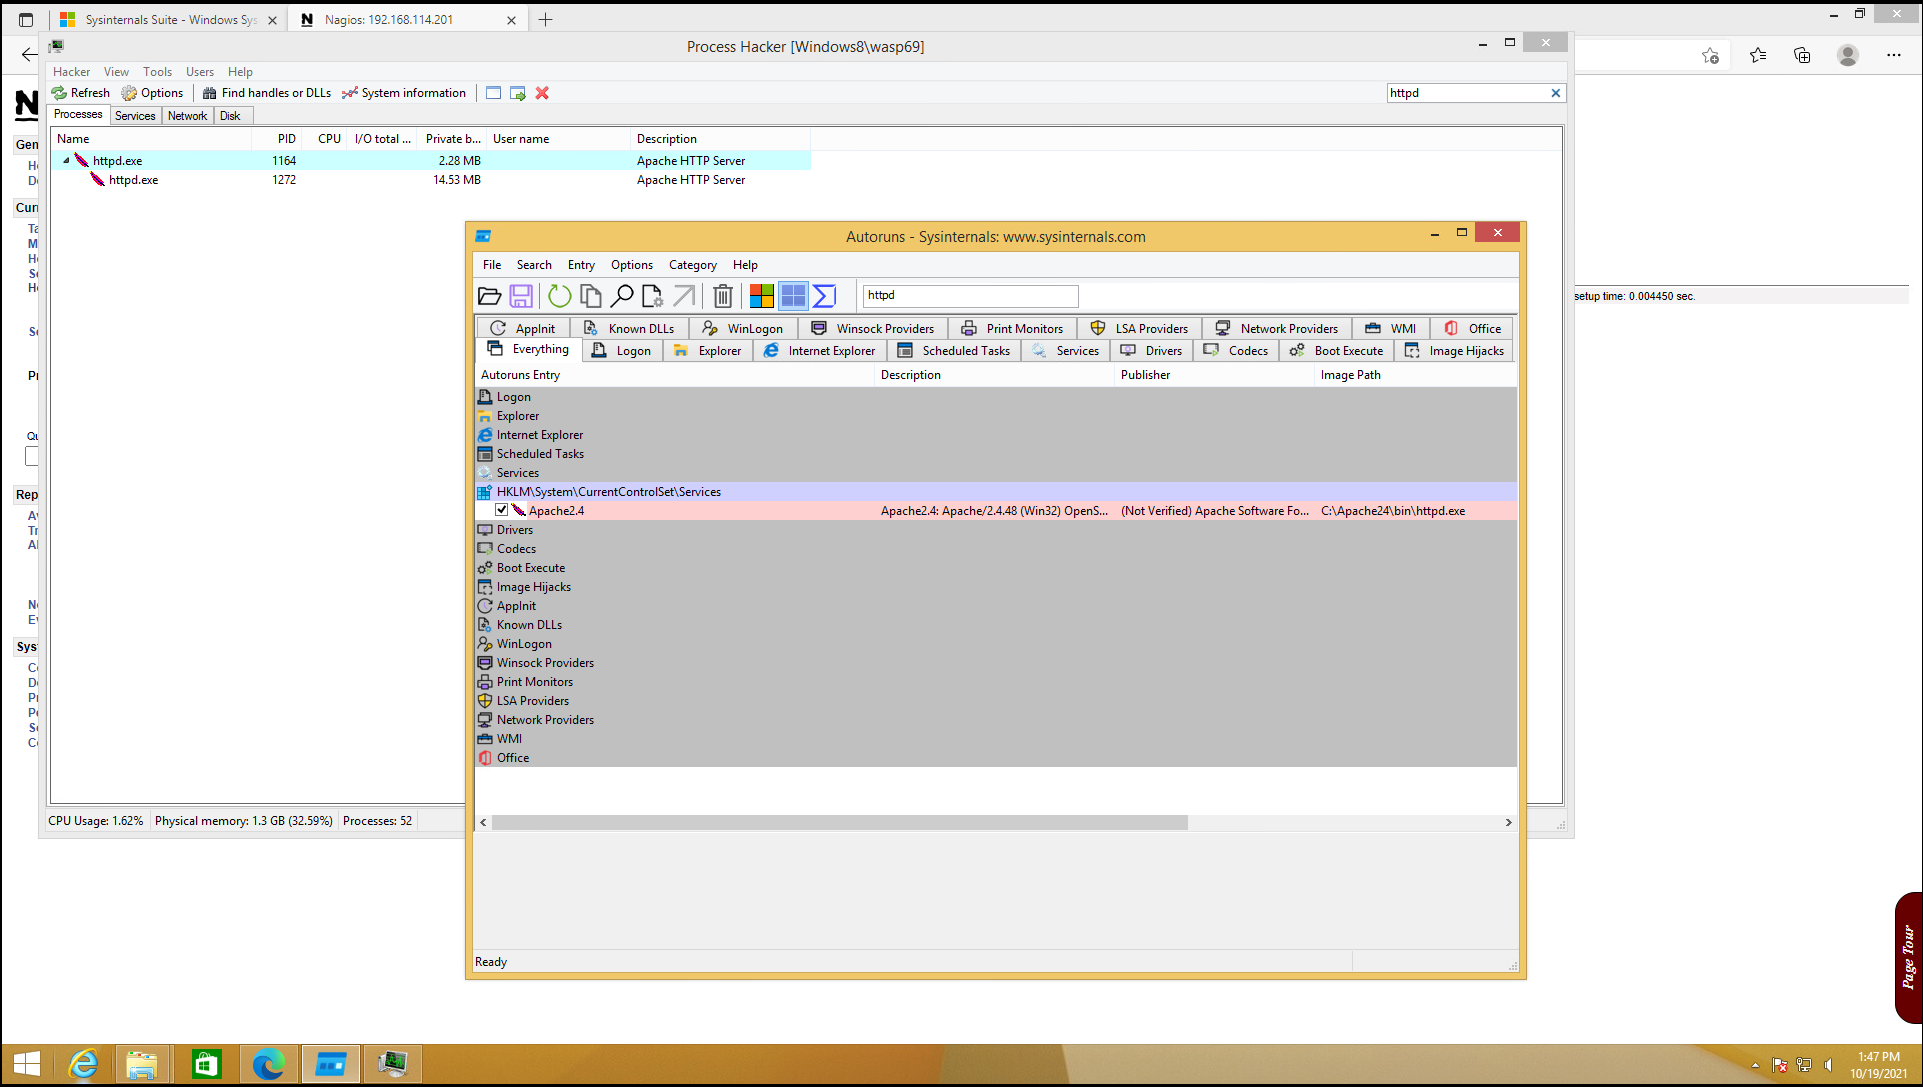 Sysinternals Suite - Windows Sys
Nagios: 192.168.114.201
Process Hacker [Windows8\wasp69]
Hacker View Tools Users Help
Refresh Options Find handles or DLLs System information httpd
Processes Services Network Disk
Name PID CPU I/O total ... Private b... User name Description
httpd.exe 1164 2.28 MB Apache HTTP Server
httpd.exe 1272 14.53 MB Apache HTTP Server
CPU Usage: 1.62% Physical memory: 1.3 GB (32.59%) Processes: 52
Autoruns - Sysinternals: www.sysinternals.com
File Search Entry Options Category Help
httpd
AppInit Known DLLs WinLogon Winsock Providers Print Monitors LSA Providers Network Providers WMI Office
Everything Logon Explorer Internet Explorer Scheduled Tasks Services Drivers Codecs Boot Execute Image Hijacks
Autoruns Entry Description Publisher Image Path
Logon
Explorer
Internet Explorer
Scheduled Tasks
Services
HKLM\System\CurrentControlSet\Services
Apache2.4 Apache2.4: Apache/2.4.48 (Win32) OpenS... (Not Verified) Apache Software Fo... C:\Apache24\bin\httpd.exe
Drivers
Codecs
Boot Execute
Image Hijacks
AppInit
Known DLLs
WinLogon
Winsock Providers
Print Monitors
LSA Providers
Network Providers
WMI
Office
Ready
setup time: 0.004450 sec.
Page Tour
1:47 PM
10/19/2021